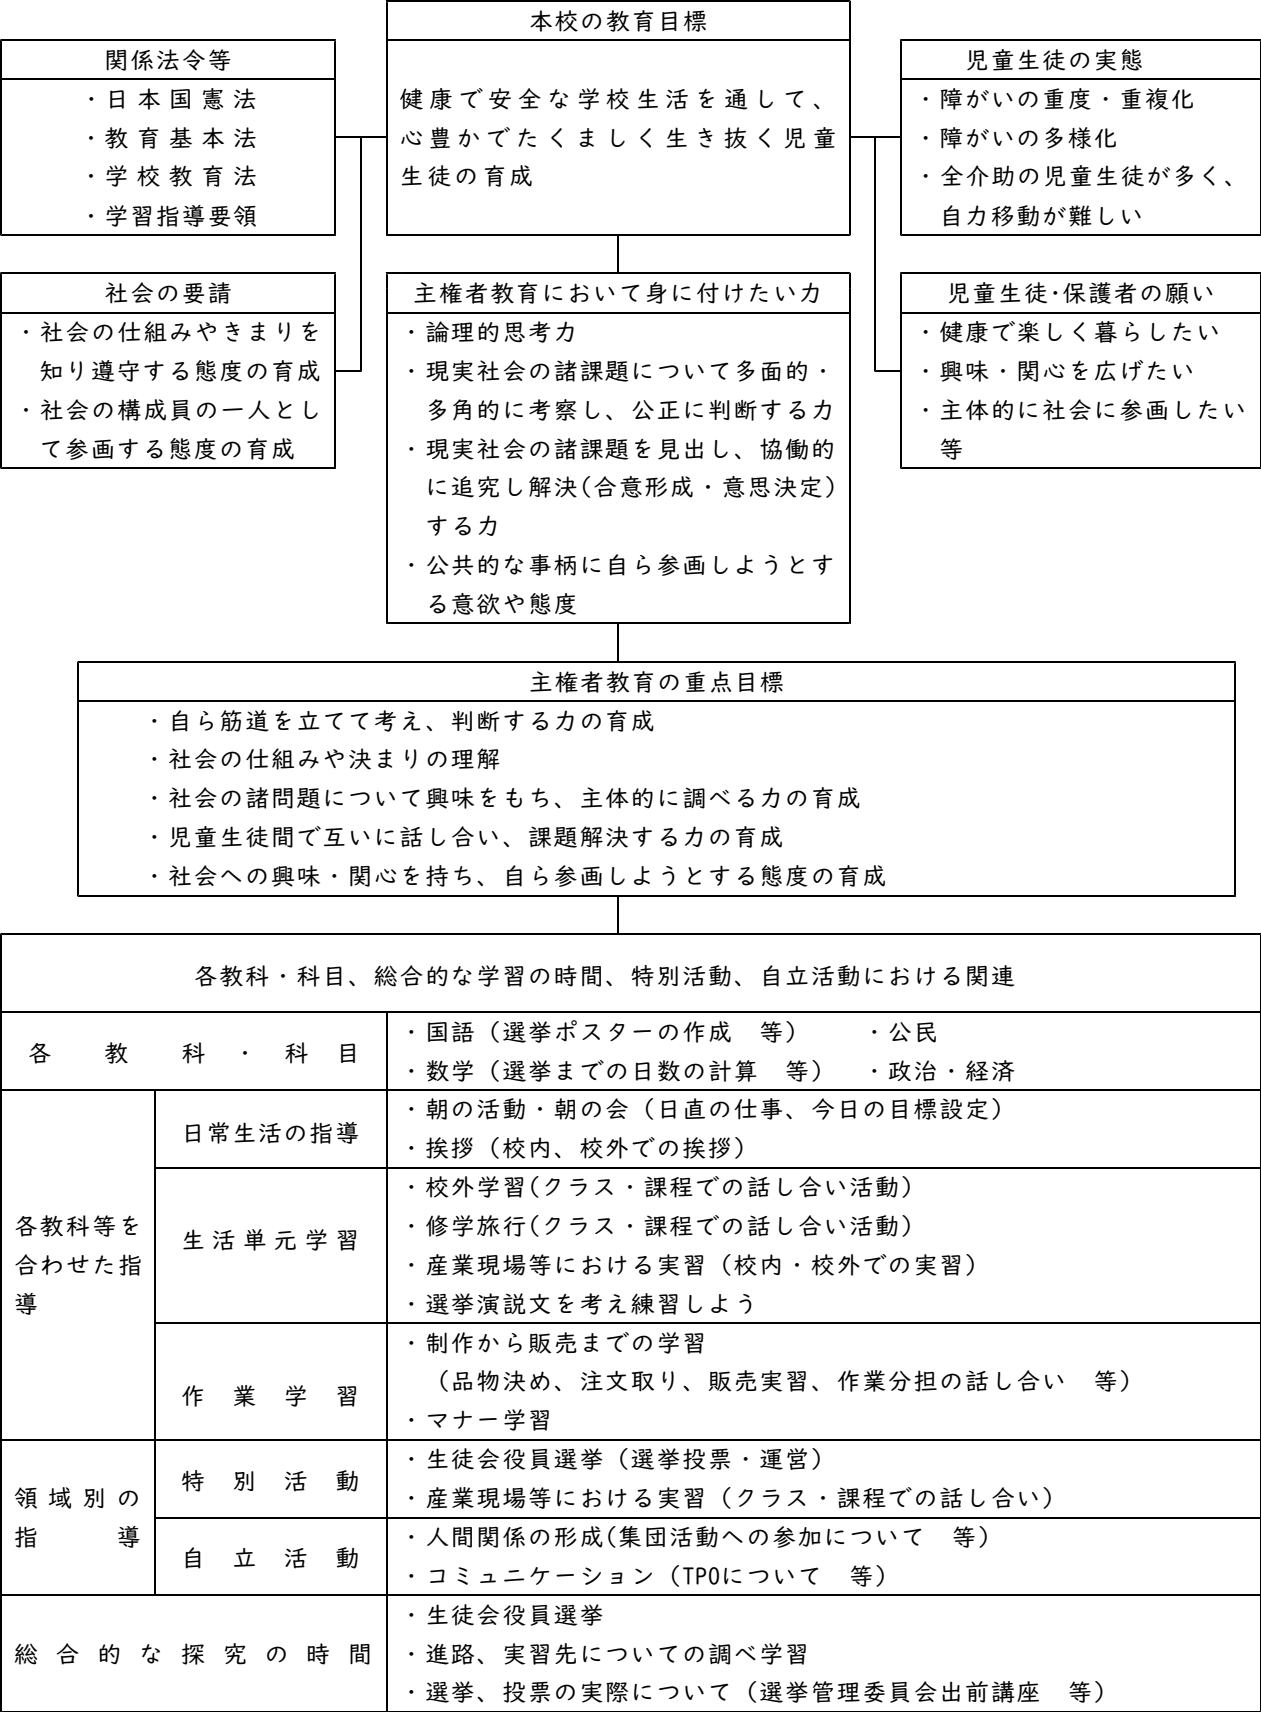 本校の教育目標
健康で安全な学校生活を通して、
心豊かでたくましく生き抜く児童
生徒の育成
関係法令等
・日本国憲法
・教育基本法
・学校教育法
・学習指導要領
児童生徒の実態
・障がいの重度・重複化
・障がいの多様化
・全介助の児童生徒が多く、
自力移動が難しい
社会の要請
・社会の仕組みやきまりを
知り遵守する態度の育成
・社会の構成員の一人とし
て参画する態度の育成
主権者教育において身に付けたい力
・論理的思考力
・現実社会の諸課題について多面的・
多角的に考察し、公正に判断する力
・現実社会の諸課題を見出し、協働的
に追究し解決(合意形成・意思決定)
する力
・公共的な事柄に自ら参画しようとす
る意欲や態度
児童生徒・保護者の願い
・健康で楽しく暮らしたい
・興味・関心を広げたい
・主体的に社会に参画したい
等
主権者教育の重点目標
・自ら筋道を立てて考え、判断する力の育成
・社会の仕組みや決まりの理解
・社会の諸問題について興味をもち、主体的に調べる力の育成
・児童生徒間で互いに話し合い、課題解決する力の育成
・社会への興味・関心を持ち、自ら参画しようとする態度の育成
各教科・科目、総合的な学習の時間、特別活動、自立活動における関連
各教科・科目
・国語（選挙ポスターの作成　等）　・公民
・数学（選挙までの日数の計算　等）　・政治・経済
各教科等を
合わせた指
導
日常生活の指導
・朝の活動・朝の会（日直の仕事、今日の目標設定）
・挨拶（校内、校外での挨拶）
生活単元学習
・校外学習(クラス・課程での話し合い活動)
・修学旅行(クラス・課程での話し合い活動)
・産業現場等における実習（校内・校外での実習）
・選挙演説文を考え練習しよう
作業学習
・制作から販売までの学習
（品物決め、注文取り、販売実習、作業分担の話し合い　等）
・マナー学習
領域別の
指導
特別活動
・生徒会役員選挙（選挙投票・運営）
・産業現場等における実習（クラス・課程での話し合い）
自立活動
・人間関係の形成(集団活動への参加について　等)
・コミュニケーション（TPOについて　等）
総合的な探究の時間
・生徒会役員選挙
・進路、実習先についての調べ学習
・選挙、投票の実際について（選挙管理委員会出前講座　等）